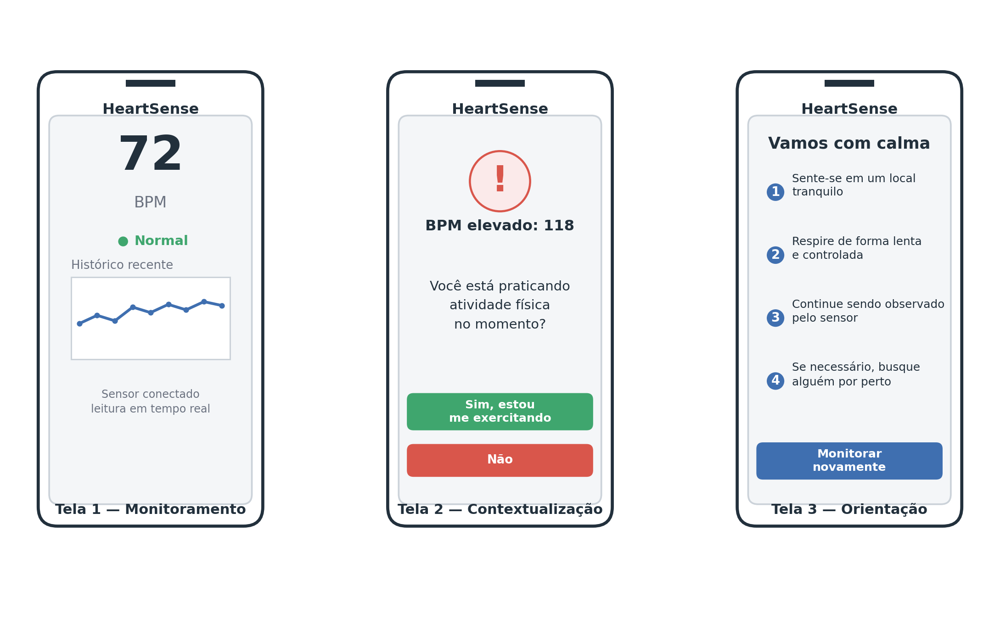 HeartSense
72
BPM
Normal
Histórico recente
Sensor conectado
leitura em tempo real
Tela 1 — Monitoramento
HeartSense
!
BPM elevado: 118
Você está praticando
atividade física
no momento?
Sim, estou
me exercitando
Não
Tela 2 — Contextualização
HeartSense
Vamos com calma
1 Sente-se em um local
tranquilo
2 Respire de forma lenta
e controlada
3 Continue sendo observado
pelo sensor
4 Se necessário, busque
alguém por perto
Monitorar
novamente
Tela 3 — Orientação